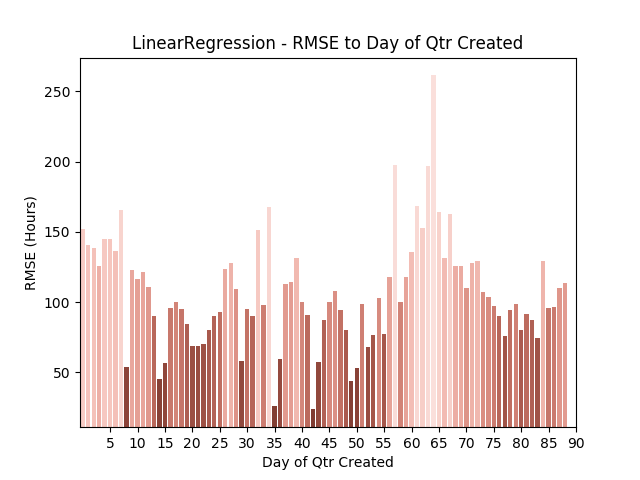 LinearRegression - RMSE to Day of Qtr Created
250
200
150
100
50
RMSE (Hours)
5 10 15 20 25 30 35 40 45 50 55 60 65 70 75 80 85 90
Day of Qtr Created